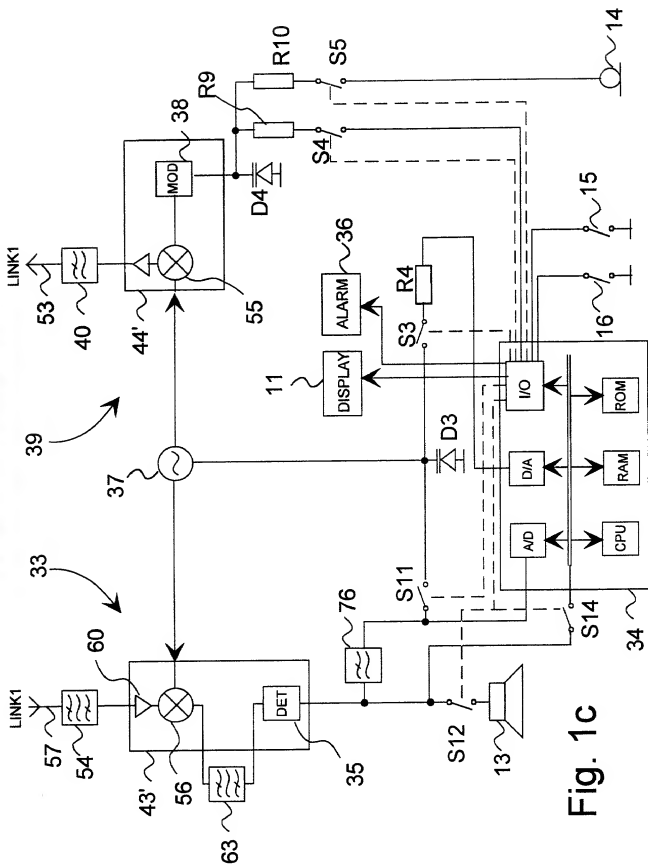 33
39
LINK1
57
54
60
43'
56
63
DET
35
37
LINK1
53
40
44'
MOD
38
55
D4
R9
R10
S4
S5
14
76
S11
D3
S3
R4
11
DISPLAY
ALARM
36
16
15
S12
13
S14
34
A/D
D/A
I/O
CPU
RAM
ROM
Fig. 1c